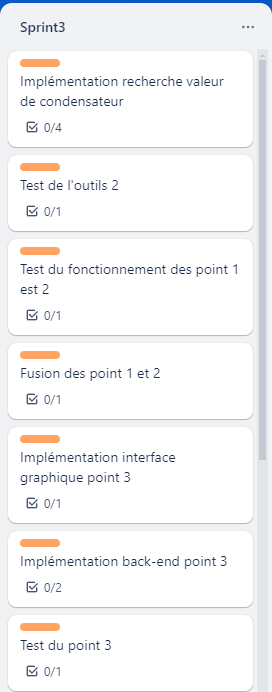 Sprint3
Implémentation recherche valeur
de condensateur
0/4
Test de l'outils 2
0/1
Test du fonctionnement des point 1
est 2
0/1
Fusion des point 1 et 2
0/1
Implémentation interface
graphique point 3
0/1
Implémentation back-end point 3
0/2
Test du point 3
0/1